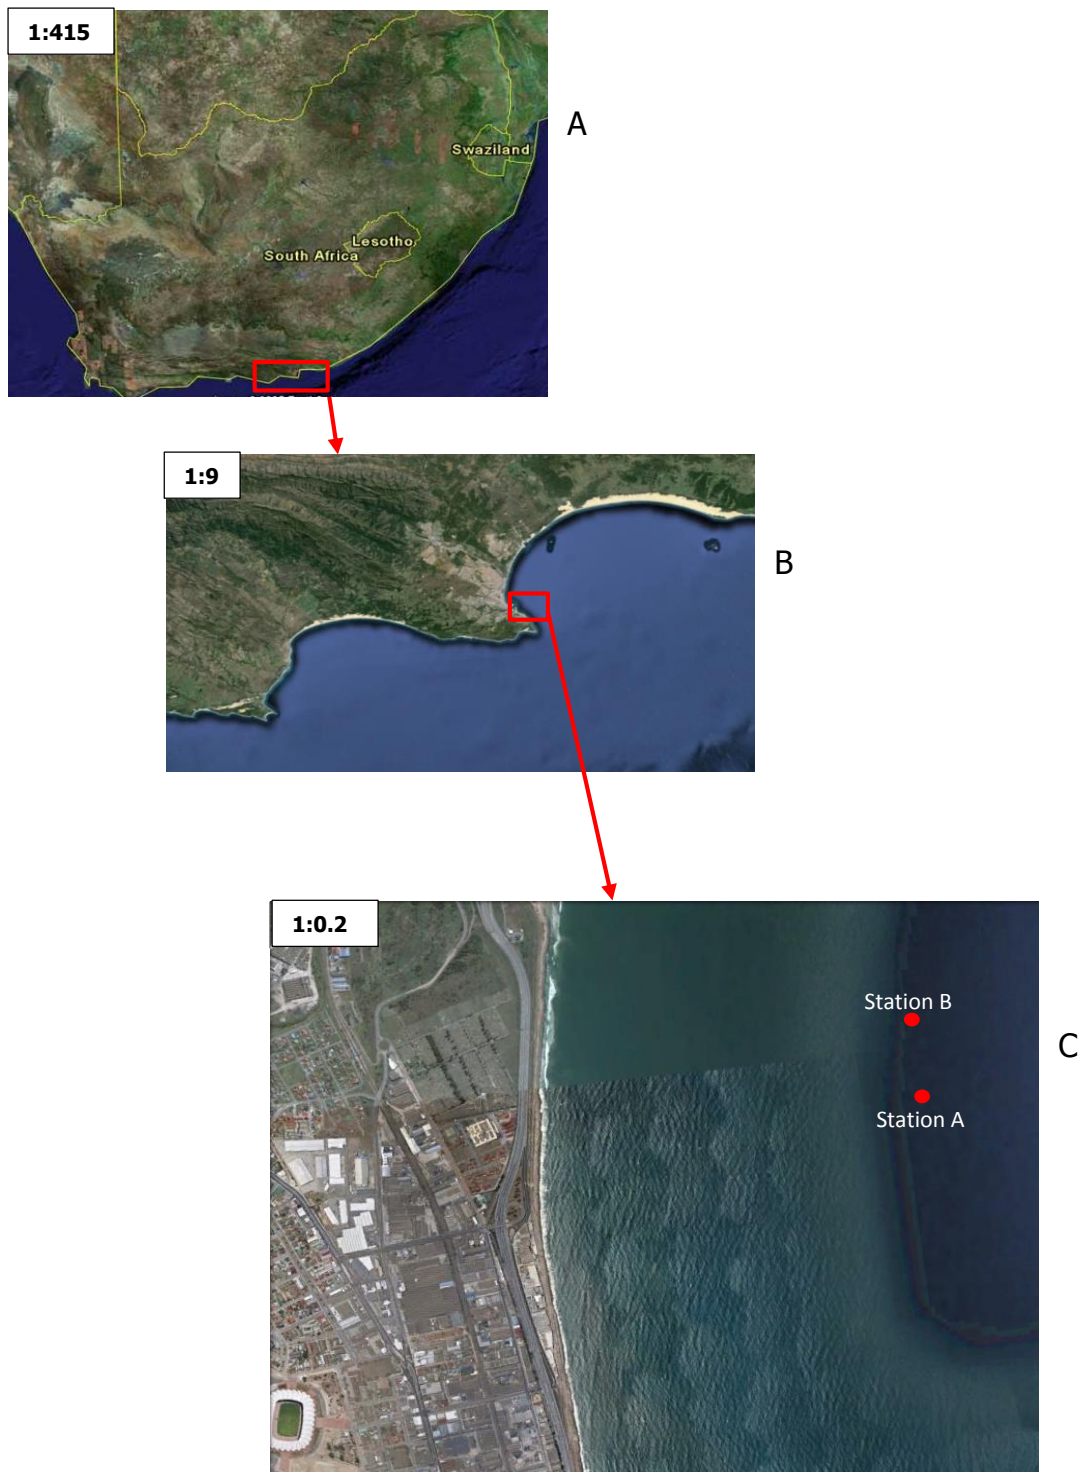 1:415
A
Swaziland
Lesotho
South Africa
1:9
B
1:0.2
Station B
C
Station A